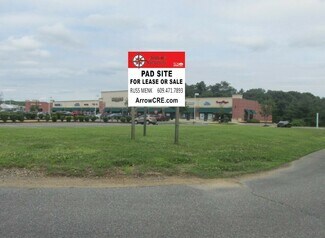 PAD SITE
FOR LEASE OR SALE
RUSS MENK 609.471.7893
ArrowCRE.com